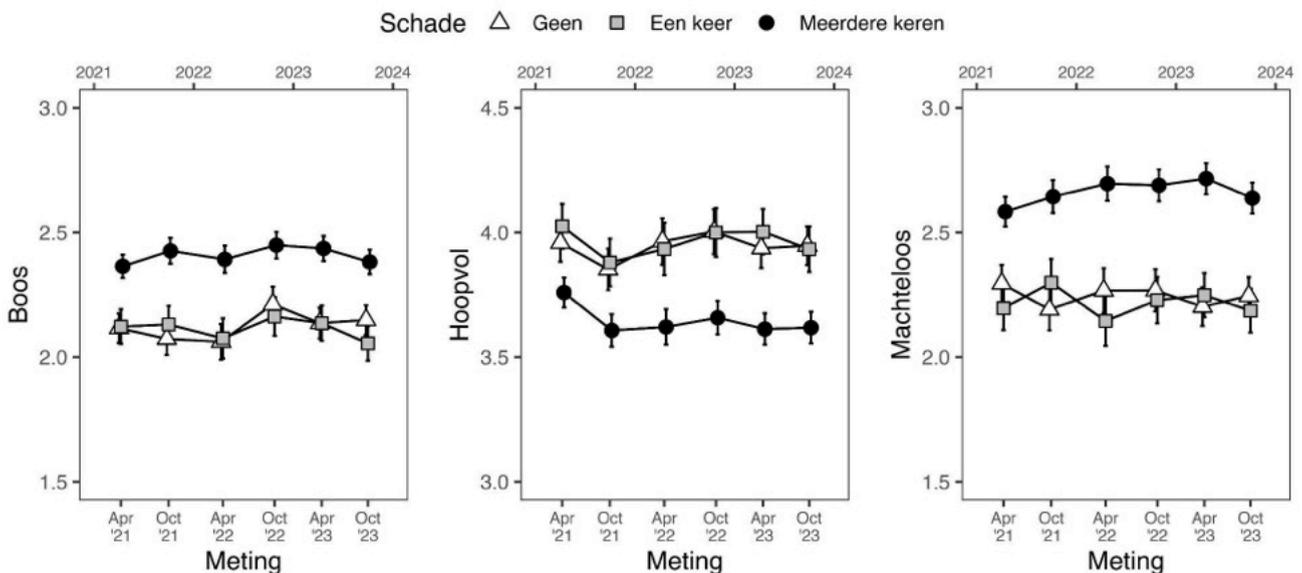 Schade Geen Een keer Meerdere keren
2021 2022 2023 2024
3.0
2.5
2.0
1.5
Boos
Apr '21 Oct '21 Apr '22 Oct '22 Apr '23 Oct '23
Meting
2021 2022 2023 2024
4.5
4.0
3.5
3.0
Hoopvol
Apr '21 Oct '21 Apr '22 Oct '22 Apr '23 Oct '23
Meting
2021 2022 2023 2024
3.0
2.5
2.0
1.5
Machteloos
Apr '21 Oct '21 Apr '22 Oct '22 Apr '23 Oct '23
Meting